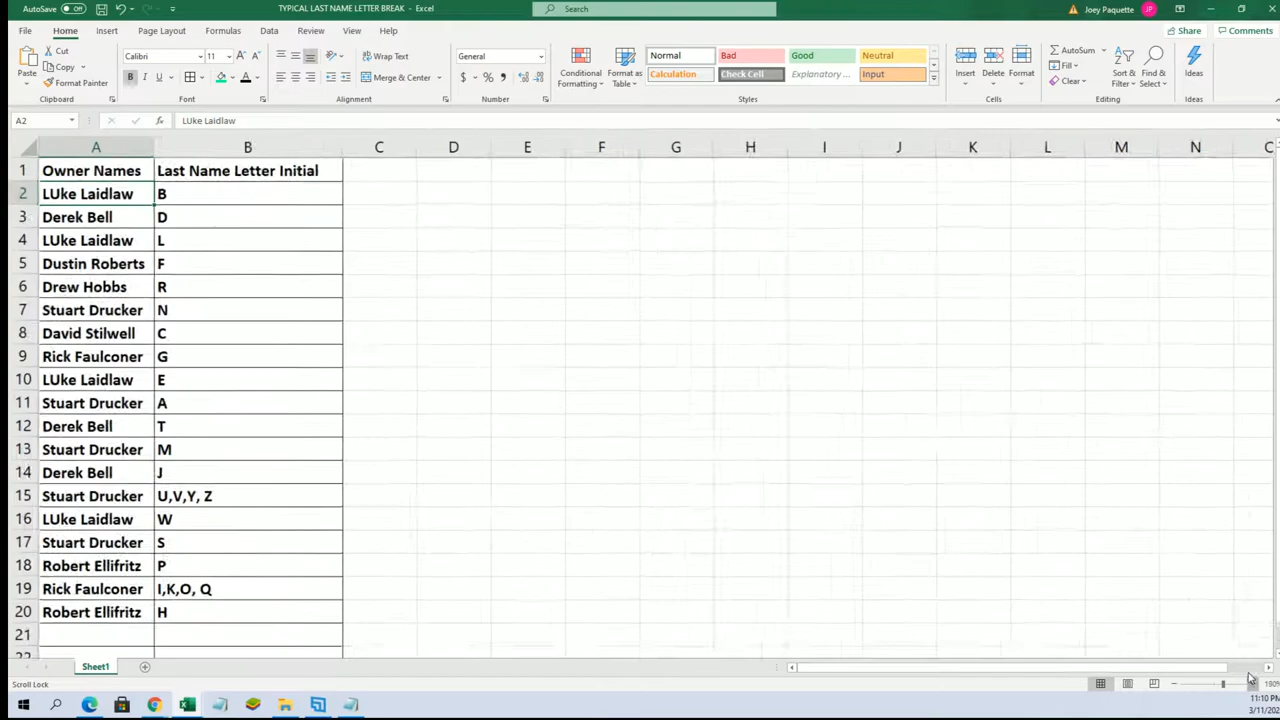 AutoSave Off TYPICAL LAST NAME LETTER BREAK - Excel Search Joey Paquette JP
File Home Insert Page Layout Formulas Data Review View Help Share Comments
Paste Cut Copy Format Painter Clipboard
Calibri 11 B I U A Font
Wrap Text Merge & Center Alignment
General $ % , Number
Conditional Formatting Format as Table Normal Bad Good Neutral
Calculation Check Cell Explanatory ... Input Styles
Insert Delete Format Cells
AutoSum Fill Clear Sort & Filter Find & Select Editing
Ideas Ideas
A2 fx LUke Laidlaw
A B C D E F G H I J K L M N
1 Owner Names Last Name Letter Initial
2 LUke Laidlaw B
3 Derek Bell D
4 LUke Laidlaw L
5 Dustin Roberts F
6 Drew Hobbs R
7 Stuart Drucker N
8 David Stilwell C
9 Rick Faulconer G
10 LUke Laidlaw E
11 Stuart Drucker A
12 Derek Bell T
13 Stuart Drucker M
14 Derek Bell J
15 Stuart Drucker U,V,Y, Z
16 LUke Laidlaw W
17 Stuart Drucker S
18 Robert Ellifritz P
19 Rick Faulconer I,K,O, Q
20 Robert Ellifritz H
21
Sheet1
Scroll Lock
11:10 PM